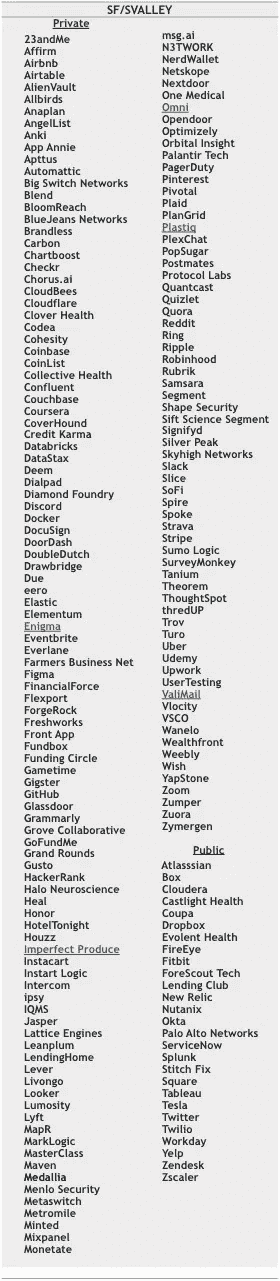 SF/SVALLEY
Private
23andMe
Affirm
Airbnb
Airtable
AlienVault
Allbirds
Anaplan
AngelList
Anki
App Annie
Apttus
Automattic
Big Switch Networks
Blend
BloomReach
BlueJeans Networks
Brandless
Carbon
Chartboost
Checkr
Chorus.ai
CloudBees
Cloudflare
Clover Health
Codea
Cohesity
Coinbase
CoinList
Collective Health
Confluent
Couchbase
Coursera
CoverHound
Credit Karma
Databricks
DataStax
Deem
Dialpad
Diamond Foundry
Discord
Docker
DocuSign
DoorDash
DoubleDutch
Drawbridge
Due
eero
Elastic
Elementum
Enigma
Eventbrite
Everlane
Farmers Business Net
Figma
FinancialForce
Flexport
ForgeRock
Freshworks
Front App
Fundbox
Funding Circle
Gametime
Gigster
GitHub
Glassdoor
Grammarly
Grove Collaborative
GoFundMe
Grand Rounds
Gusto
HackerRank
Halo Neuroscience
Heal
Honor
HotelTonight
Houzz
Imperfect Produce
Instacart
Instart Logic
Intercom
ipsy
IQMS
Jasper
Lattice Engines
Leanplum
LendingHome
Lever
Livongo
Looker
Lumosity
Lyft
MapR
MarkLogic
MasterClass
Maven
Medallia
Menlo Security
Metaswitch
Metromile
Minted
Mixpanel
Monetate
msg.ai
N3TWORK
NerdWallet
Netskope
Nextdoor
One Medical
Omni
Opendoor
Optimizely
Orbital Insight
Palantir Tech
PagerDuty
Pinterest
Pivotal
Plaid
PlanGrid
Plastiq
PlexChat
PopSugar
Postmates
Protocol Labs
Quantcast
Quizlet
Quora
Reddit
Ring
Ripple
Robinhood
Rubrik
Samsara
Segment
Shape Security
Sift Science Segment
Signifyd
Silver Peak
Skyhigh Networks
Slack
Slice
SoFi
Spire
Spoke
Strava
Stripe
Sumo Logic
SurveyMonkey
Tanium
Theorem
ThoughtSpot
thredUP
Trov
Turo
Uber
Udemy
Upwork
UserTesting
ValiMail
Vlocity
VSCO
Wanelo
Wealthfront
Weebly
Wish
YapStone
Zoom
Zumper
Zuora
Zymergen
Public
Atlasssian
Box
Cloudera
Castlight Health
Coupa
Dropbox
Evolent Health
FireEye
Fitbit
ForeScout Tech
Lending Club
New Relic
Nutanix
Okta
Palo Alto Networks
ServiceNow
Splunk
Stitch Fix
Square
Tableau
Tesla
Twitter
Twilio
Workday
Yelp
Zendesk
Zscaler